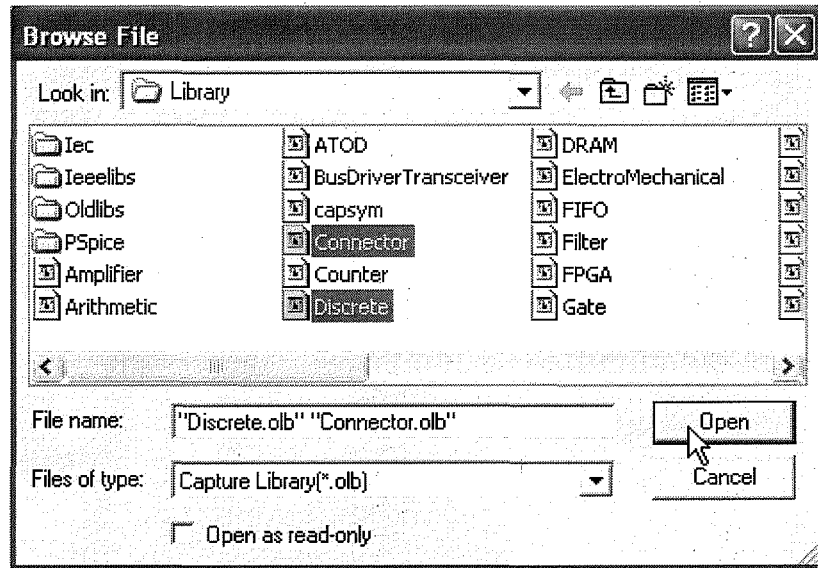 Browse File
Look in: Library
Iec ATOD DRAM
Ieeelibs BusDriverTransceiver ElectroMechanical
Oldlibs capsym FIFO
PSpice Connector Filter
Amplifier Counter FPGA
Arithmetic Discrete Gate
File name: "Discrete.olb" "Connector.olb" Open
Files of type: Capture Library(*.olb) Cancel
Open as read-only